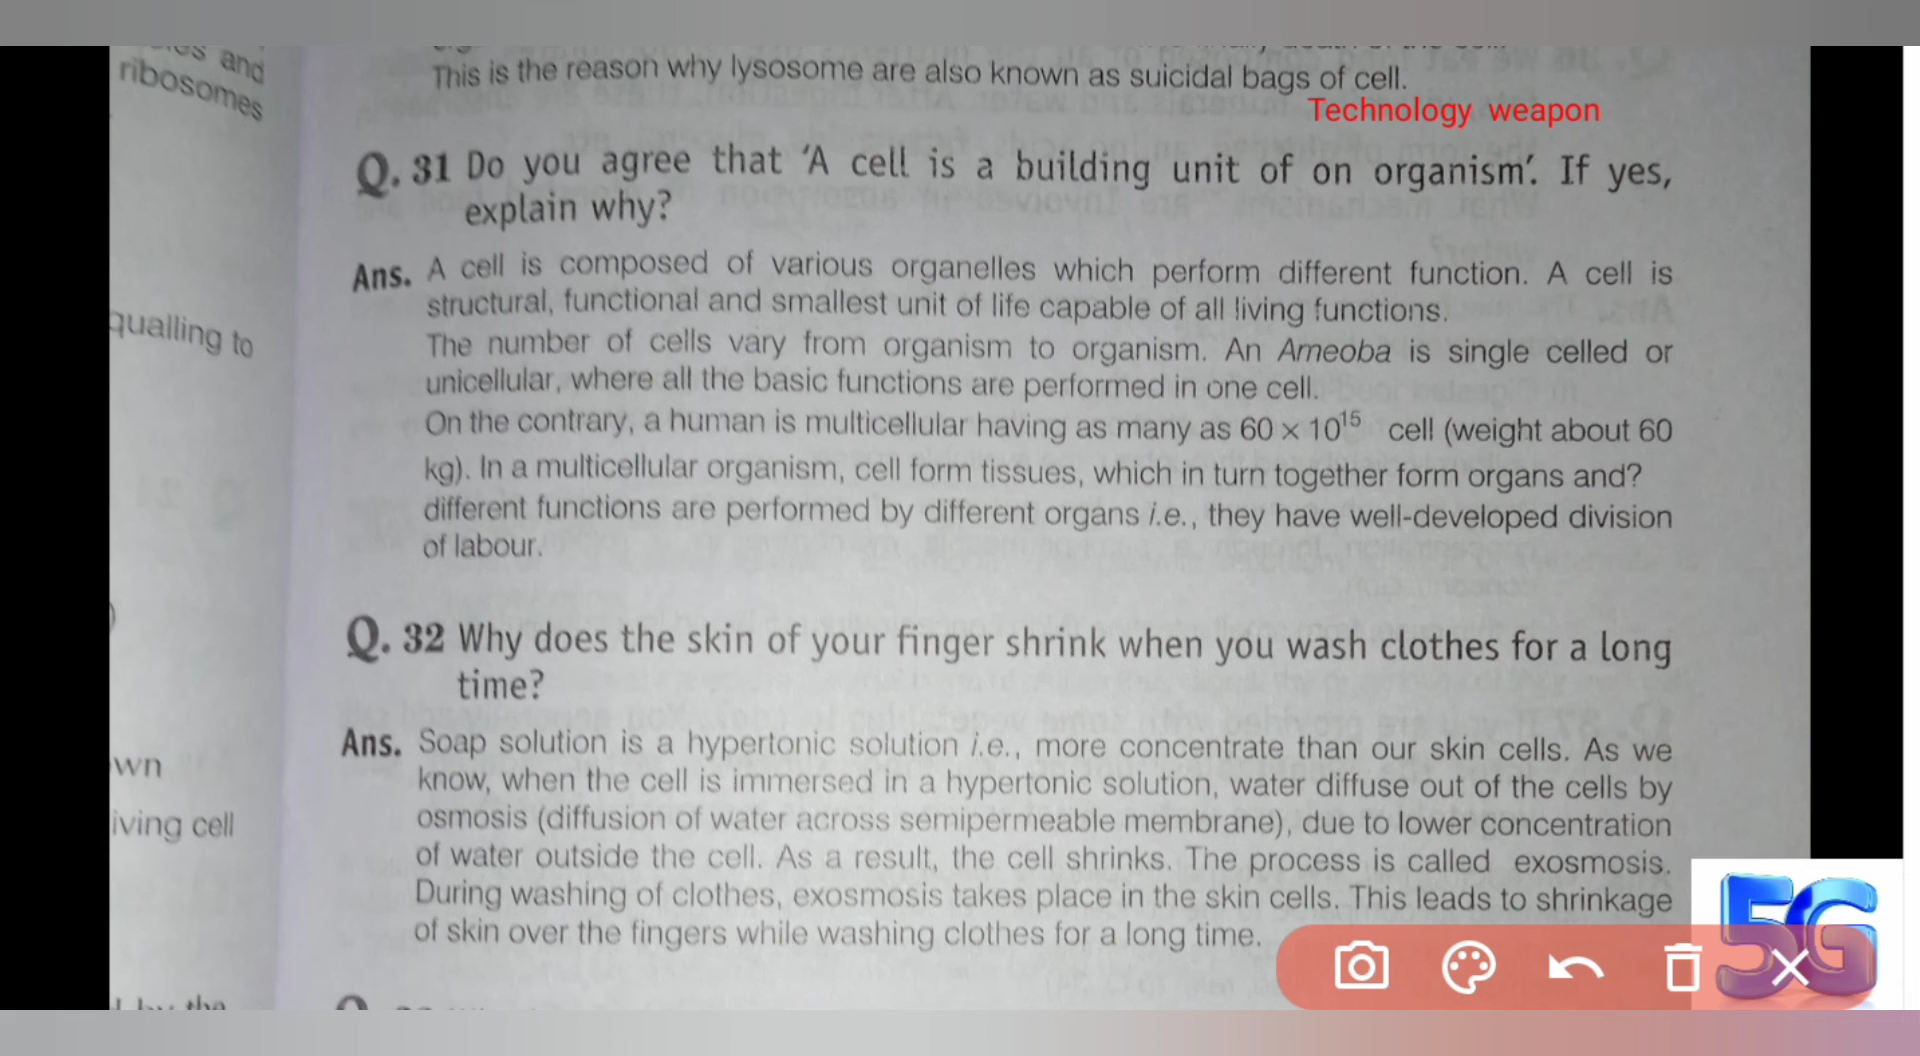 ribosomes
qualling to
wn
iving cell
This is the reason why lysosome are also known as suicidal bags of cell.
Technology weapon
Q. 31 Do you agree that ‘A cell is a building unit of on organism’. If yes,
explain why?
Ans. A cell is composed of various organelles which perform different function. A cell is
structural, functional and smallest unit of life capable of all living functions.
The number of cells vary from organism to organism. An Ameoba is single celled or
unicellular, where all the basic functions are performed in one cell.
On the contrary, a human is multicellular having as many as 60 × 10¹⁵ cell (weight about 60
kg). In a multicellular organism, cell form tissues, which in turn together form organs and?
different functions are performed by different organs i.e., they have well-developed division
of labour.
Q. 32 Why does the skin of your finger shrink when you wash clothes for a long
time?
Ans. Soap solution is a hypertonic solution i.e., more concentrate than our skin cells. As we
know, when the cell is immersed in a hypertonic solution, water diffuse out of the cells by
osmosis (diffusion of water across semipermeable membrane), due to lower concentration
of water outside the cell. As a result, the cell shrinks. The process is called exosmosis.
During washing of clothes, exosmosis takes place in the skin cells. This leads to shrinkage
of skin over the fingers while washing clothes for a long time.
5G